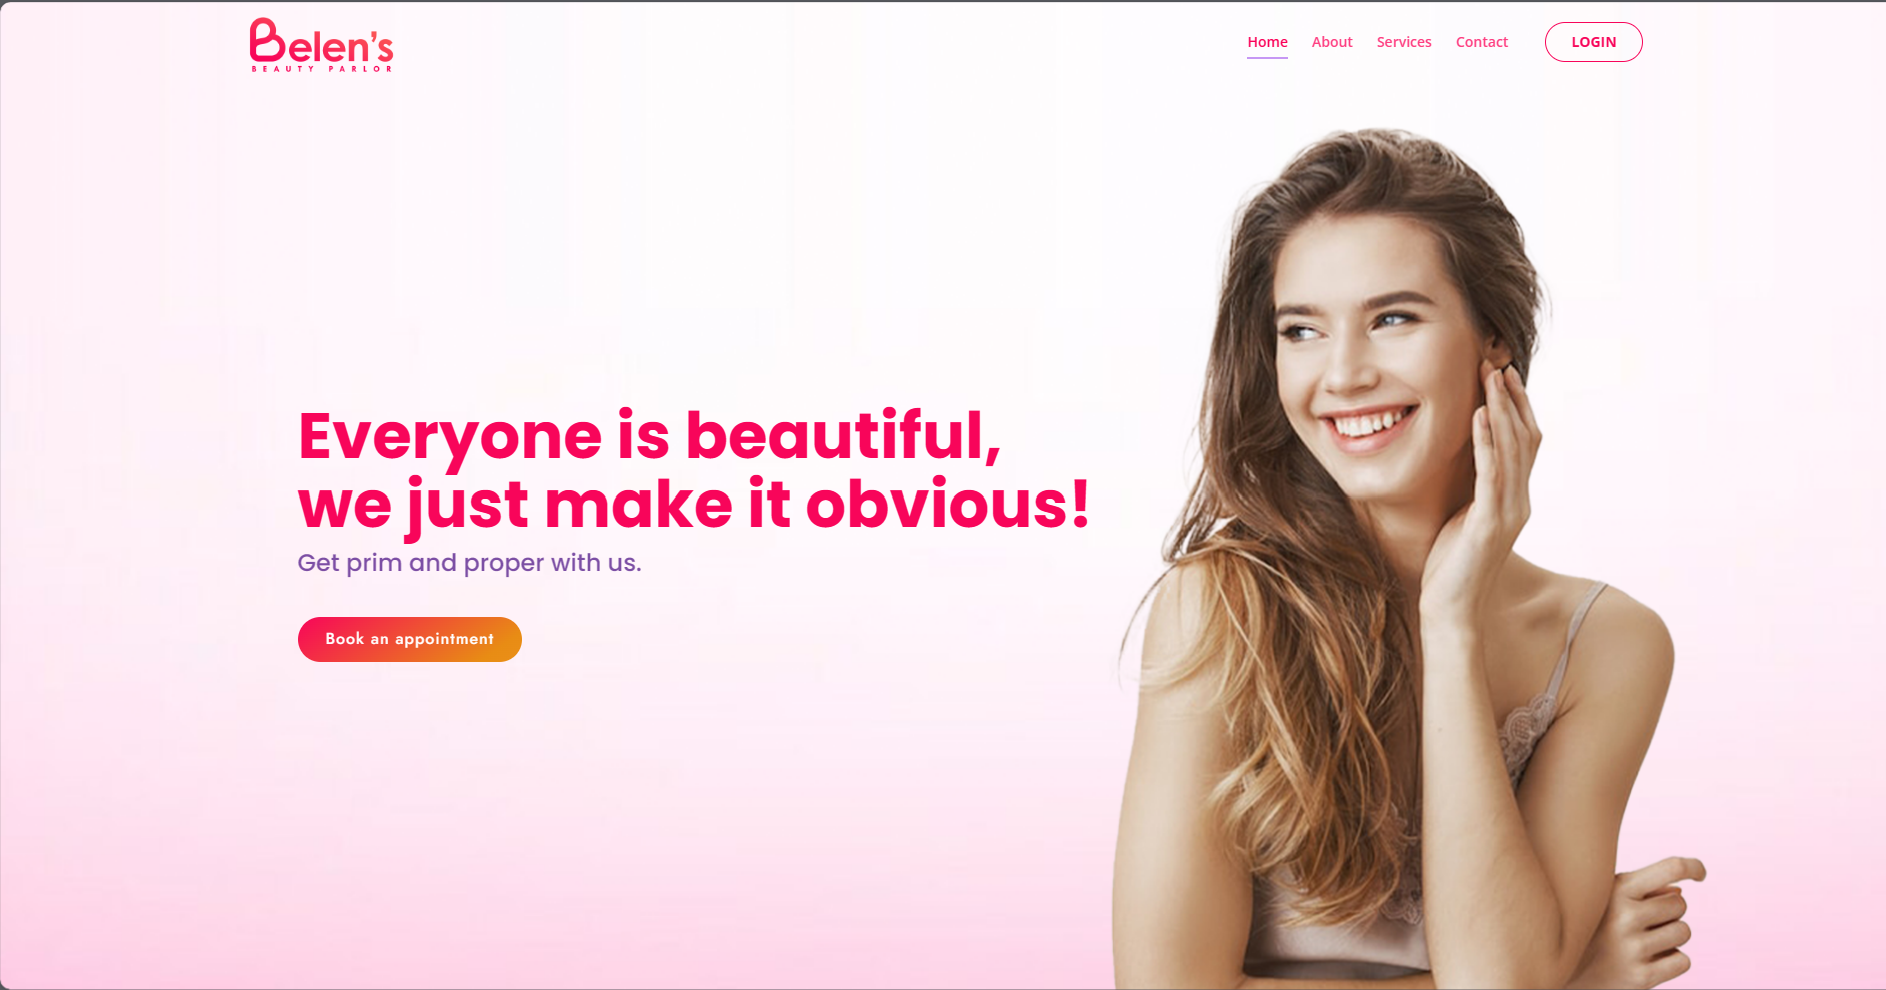 Belen's
BEAUTY PARLOR
Home
About
Services
Contact
LOGIN
Everyone is beautiful,
we just make it obvious!
Get prim and proper with us.
Book an appointment